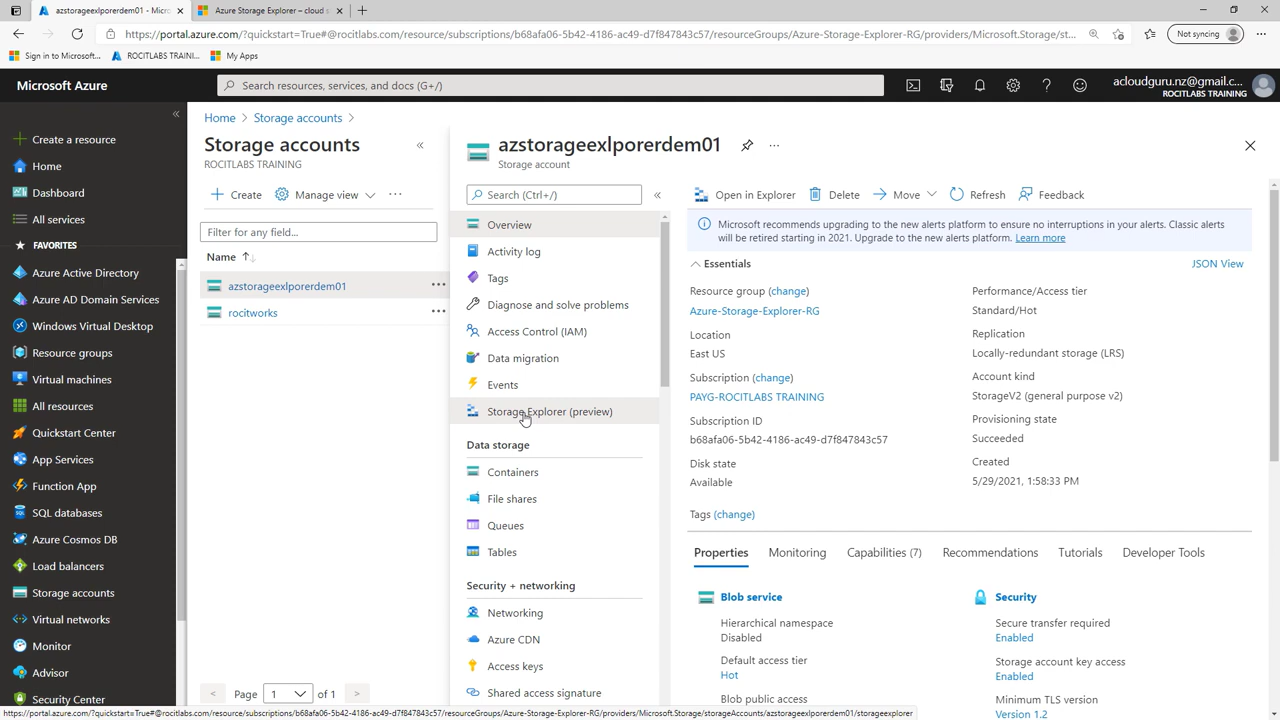 azstorageexlporerdem01 - Micros
Azure Storage Explorer – cloud s
https://portal.azure.com/?quickstart=True#@rocitlabs.com/resource/subscriptions/b68afa06-5b42-4186-ac49-d7f847843c57/resourceGroups/Azure-Storage-Explorer-RG/providers/Microsoft.Storage/st...
Not syncing
Sign in to Microsoft...
ROCITLABS TRAINI...
My Apps
Microsoft Azure
Search resources, services, and docs (G+/)
acloudguru.nz@gmail.c...
ROCITLABS TRAINING
Create a resource
Home
Dashboard
All services
FAVORITES
Azure Active Directory
Azure AD Domain Services
Windows Virtual Desktop
Resource groups
Virtual machines
All resources
Quickstart Center
App Services
Function App
SQL databases
Azure Cosmos DB
Load balancers
Storage accounts
Virtual networks
Monitor
Advisor
Security Center
Home > Storage accounts >
Storage accounts
ROCITLABS TRAINING
Create
Manage view
Filter for any field...
Name
azstorageexlporerdem01
rocitworks
Page 1 of 1
azstorageexlporerdem01
Storage account
Search (Ctrl+/)
Overview
Activity log
Tags
Diagnose and solve problems
Access Control (IAM)
Data migration
Events
Storage Explorer (preview)
Data storage
Containers
File shares
Queues
Tables
Security + networking
Networking
Azure CDN
Access keys
Shared access signature
Open in Explorer
Delete
Move
Refresh
Feedback
Microsoft recommends upgrading to the new alerts platform to ensure no interruptions in your alerts. Classic alerts
will be retired starting in 2021. Upgrade to the new alerts platform. Learn more
Essentials
JSON View
Resource group (change)
Azure-Storage-Explorer-RG
Location
East US
Subscription (change)
PAYG-ROCITLABS TRAINING
Subscription ID
b68afa06-5b42-4186-ac49-d7f847843c57
Disk state
Available
Performance/Access tier
Standard/Hot
Replication
Locally-redundant storage (LRS)
Account kind
StorageV2 (general purpose v2)
Provisioning state
Succeeded
Created
5/29/2021, 1:58:33 PM
Tags (change)
Properties
Monitoring
Capabilities (7)
Recommendations
Tutorials
Developer Tools
Blob service
Hierarchical namespace
Disabled
Default access tier
Hot
Blob public access
Security
Secure transfer required
Enabled
Storage account key access
Enabled
Minimum TLS version
Version 1.2
https://portal.azure.com/?quickstart=True#@rocitlabs.com/resource/subscriptions/b68afa06-5b42-4186-ac49-d7f847843c57/resourceGroups/Azure-Storage-Explorer-RG/providers/Microsoft.Storage/storageAccounts/azstorageexlporerdem01/storageexplorer